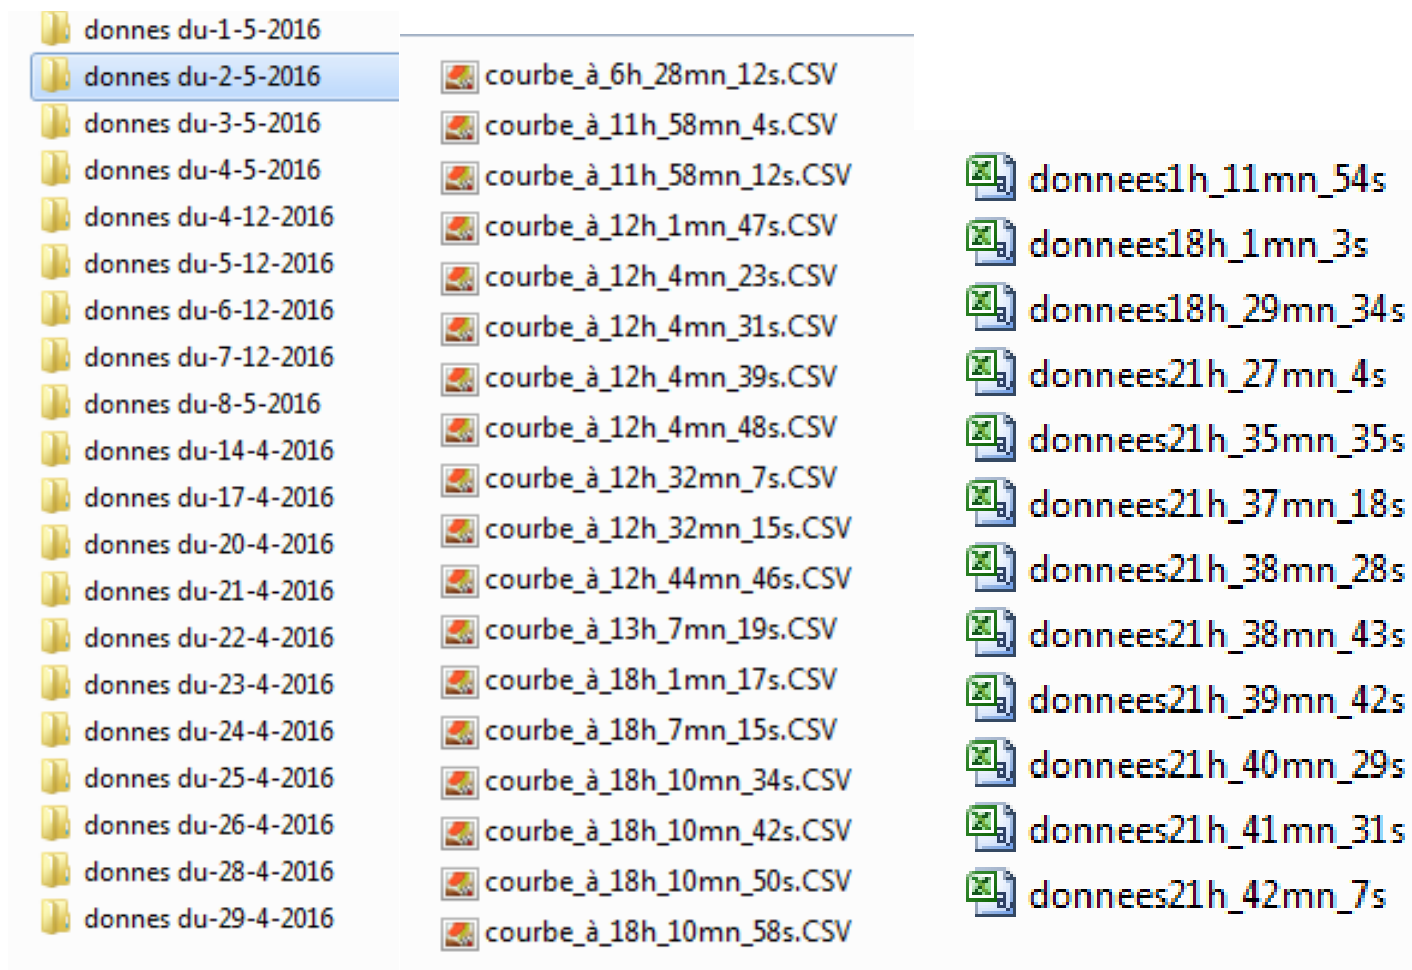 donnes du-1-5-2016
donnes du-2-5-2016
donnes du-3-5-2016
donnes du-4-5-2016
donnes du-4-12-2016
donnes du-5-12-2016
donnes du-6-12-2016
donnes du-7-12-2016
donnes du-8-5-2016
donnes du-14-4-2016
donnes du-17-4-2016
donnes du-20-4-2016
donnes du-21-4-2016
donnes du-22-4-2016
donnes du-23-4-2016
donnes du-24-4-2016
donnes du-25-4-2016
donnes du-26-4-2016
donnes du-28-4-2016
donnes du-29-4-2016
courbe_à_6h_28mn_12s.CSV
courbe_à_11h_58mn_4s.CSV
courbe_à_11h_58mn_12s.CSV
courbe_à_12h_1mn_47s.CSV
courbe_à_12h_4mn_23s.CSV
courbe_à_12h_4mn_31s.CSV
courbe_à_12h_4mn_39s.CSV
courbe_à_12h_4mn_48s.CSV
courbe_à_12h_32mn_7s.CSV
courbe_à_12h_32mn_15s.CSV
courbe_à_12h_44mn_46s.CSV
courbe_à_13h_7mn_19s.CSV
courbe_à_18h_1mn_17s.CSV
courbe_à_18h_7mn_15s.CSV
courbe_à_18h_10mn_34s.CSV
courbe_à_18h_10mn_42s.CSV
courbe_à_18h_10mn_50s.CSV
courbe_à_18h_10mn_58s.CSV
donnees1h_11mn_54s
donnees18h_1mn_3s
donnees18h_29mn_34s
donnees21h_27mn_4s
donnees21h_35mn_35s
donnees21h_37mn_18s
donnees21h_38mn_28s
donnees21h_38mn_43s
donnees21h_39mn_42s
donnees21h_40mn_29s
donnees21h_41mn_31s
donnees21h_42mn_7s